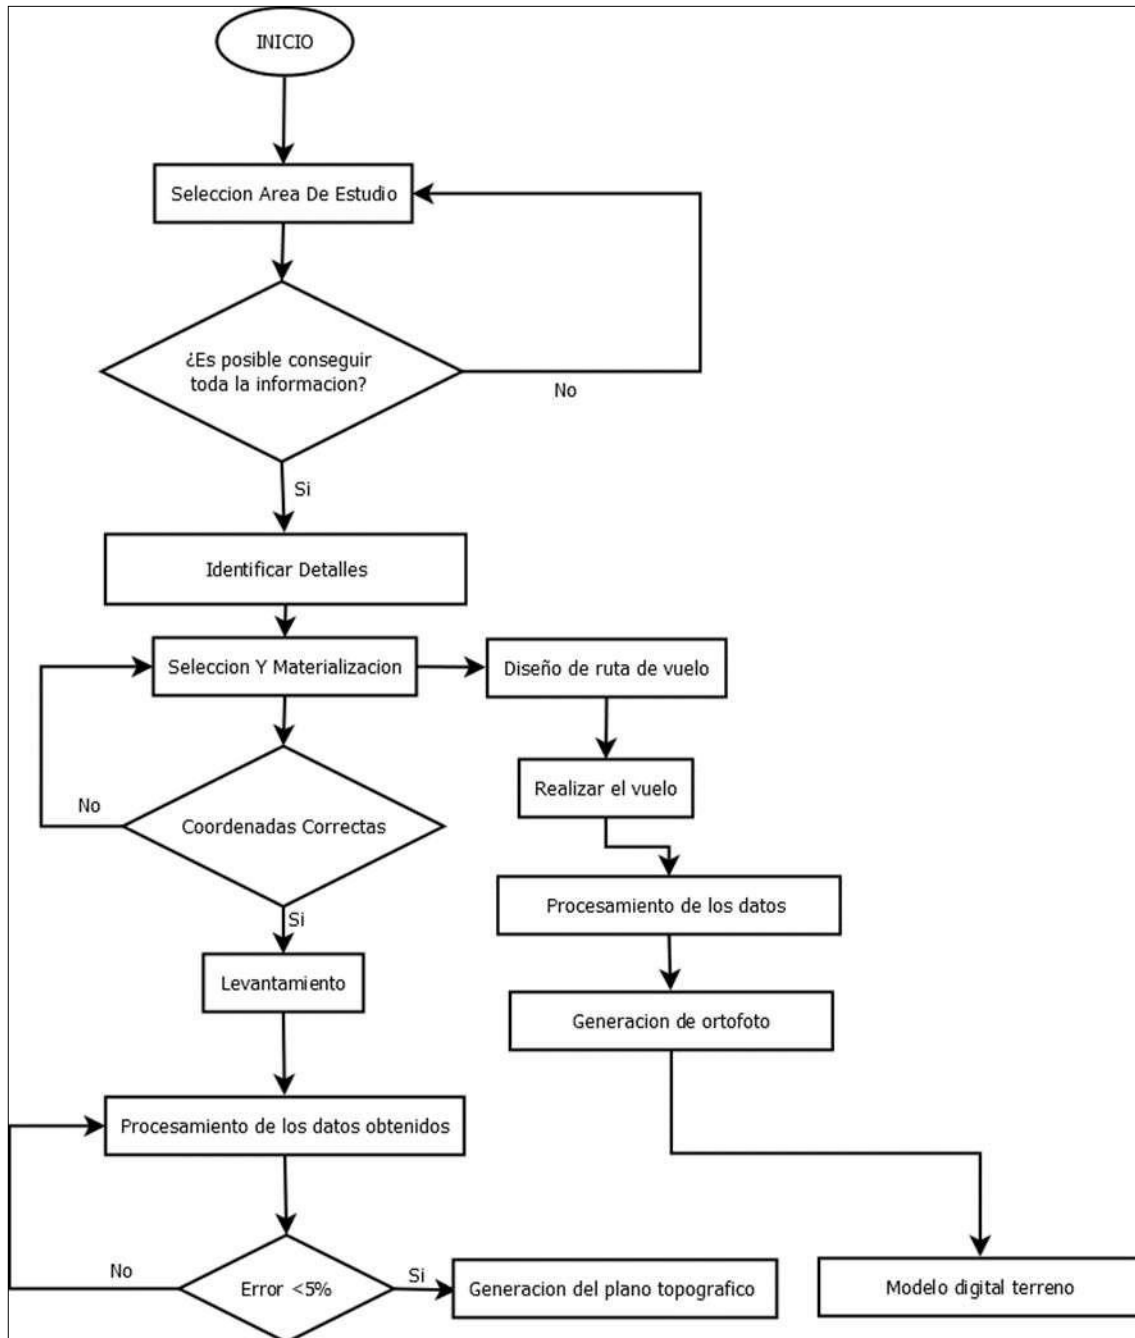 INICIO
Seleccion Area De Estudio
¿Es posible conseguir
toda la informacion?
No
Si
Identificar Detalles
Seleccion Y Materializacion
Diseño de ruta de vuelo
Realizar el vuelo
No
Coordenadas Correctas
Procesamiento de los datos
Si
Levantamiento
Generacion de ortofoto
Procesamiento de los datos obtenidos
No
Error <5%
Si
Generacion del plano topografico
Modelo digital terreno